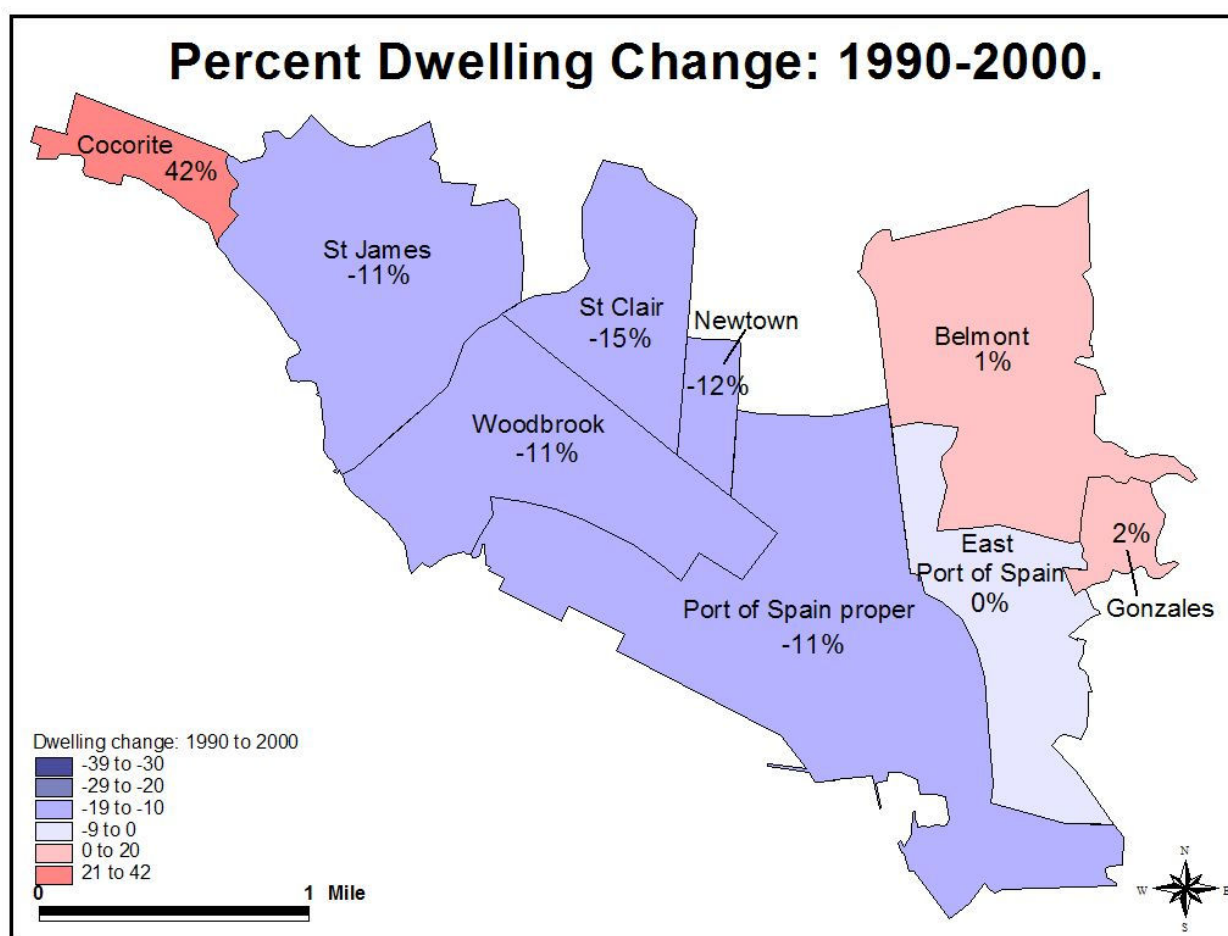 Percent Dwelling Change: 1990-2000.
Cocorite
42%
St James
-11%
St Clair
-15%
Newtown
-12%
Belmont
1%
Woodbrook
-11%
2%
East
Port of Spain
0%
Gonzales
Port of Spain proper
-11%
Dwelling change: 1990 to 2000
-39 to -30
-29 to -20
-19 to -10
-9 to 0
0 to 20
21 to 42
0 1 Mile
N
W E
S